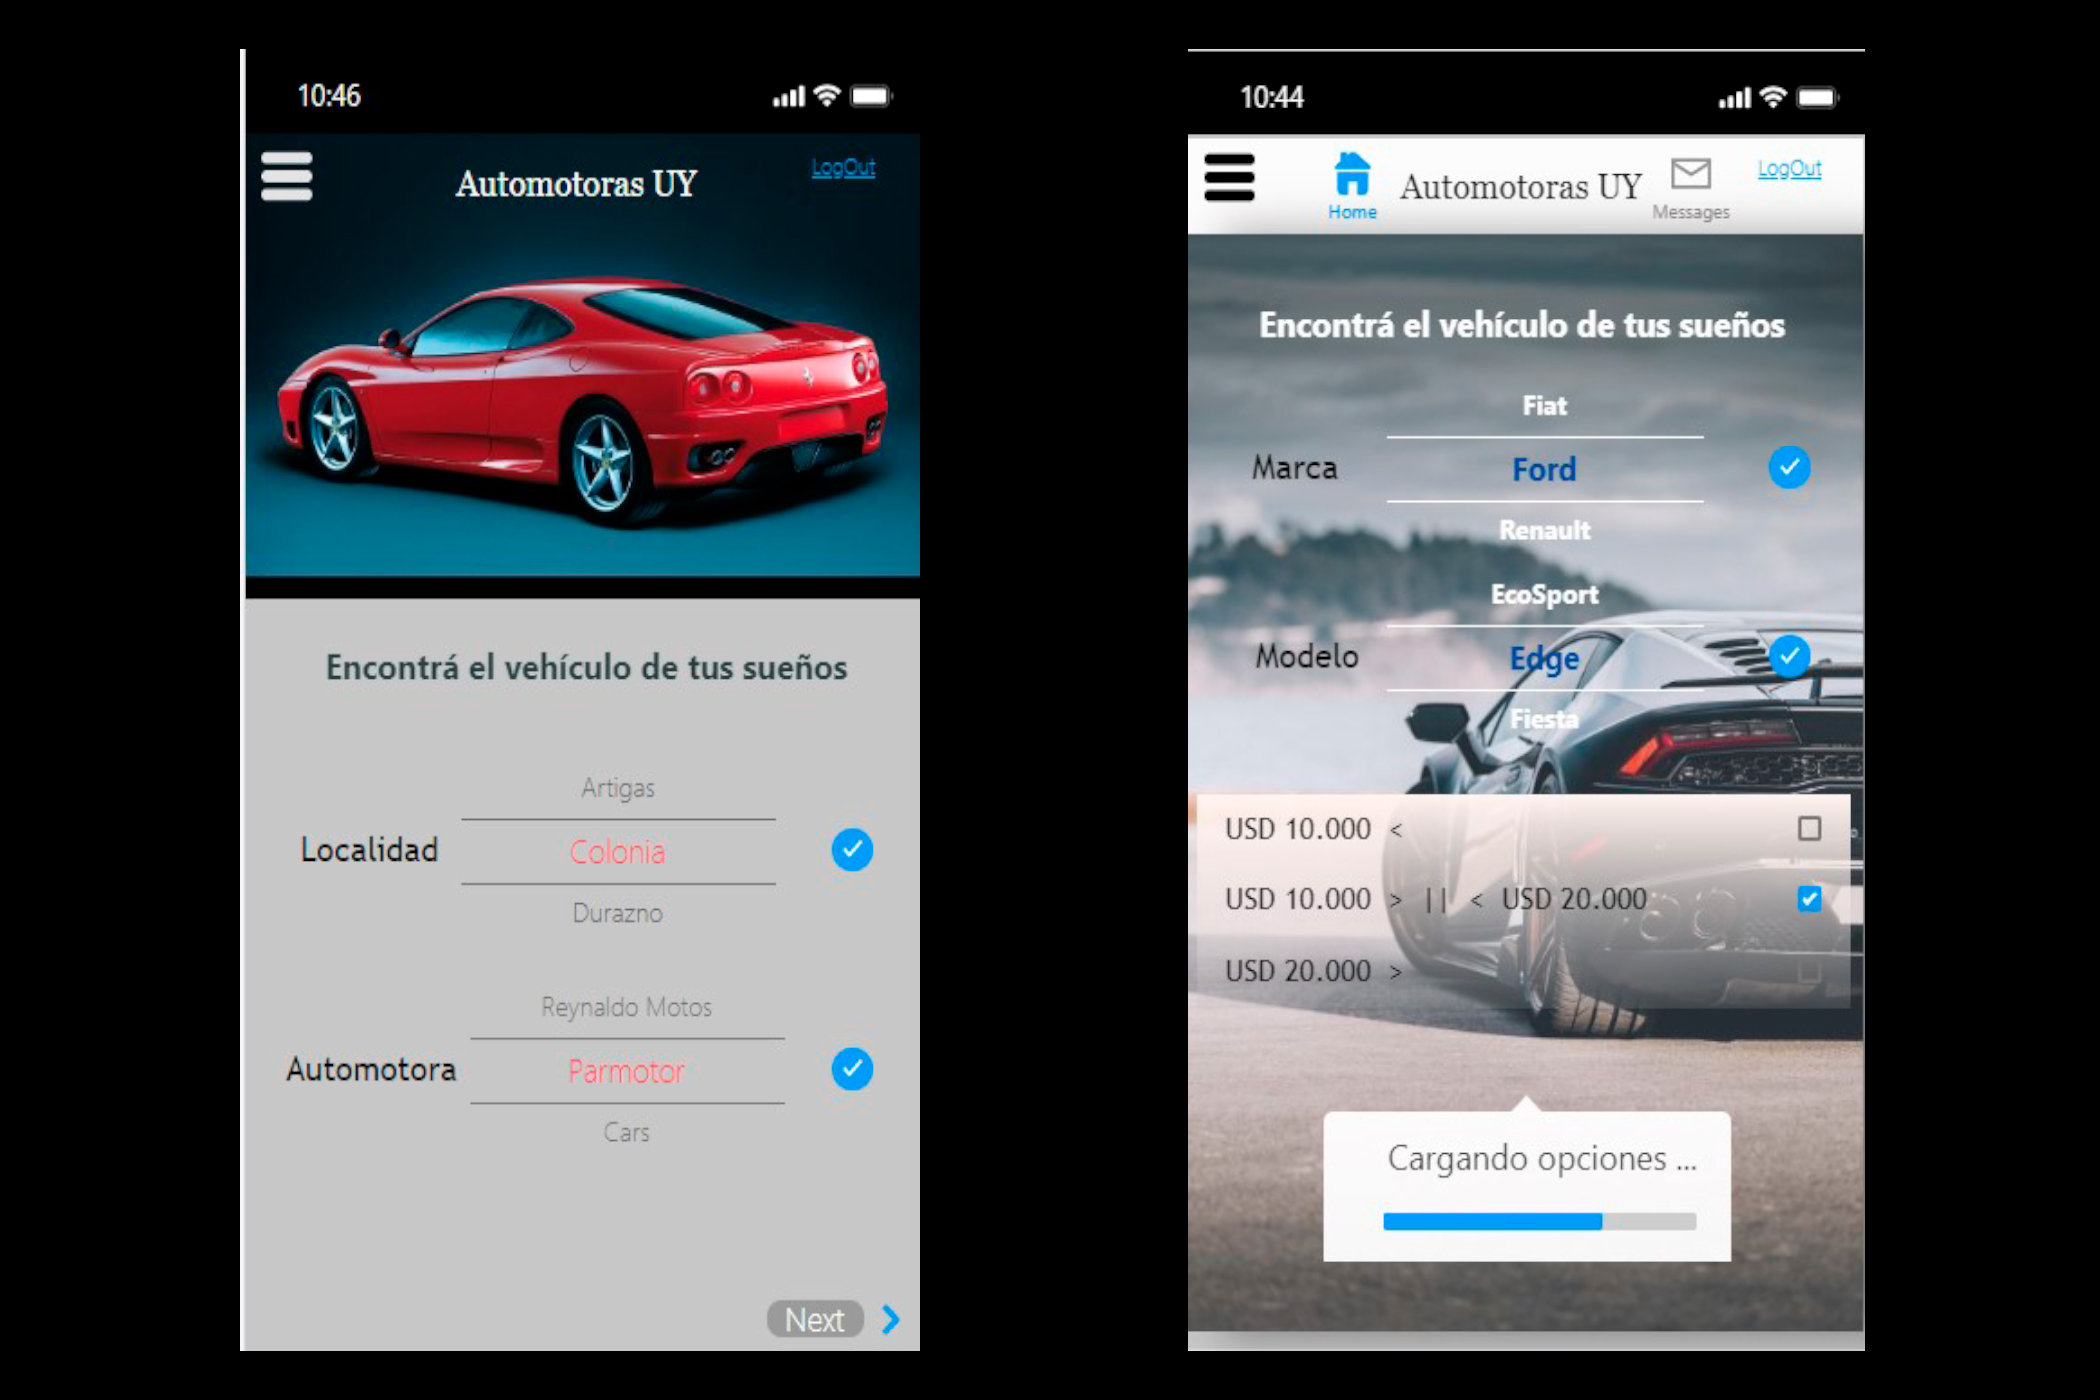 10:46
Automotoras UY
LogOut
Encontrá el vehículo de tus sueños
Artigas
Localidad
Colonia
Durazno
Reynaldo Motos
Automotora
Parmotor
Cars
Next
10:44
Home
Automotoras UY
Messages
LogOut
Encontrá el vehículo de tus sueños
Fiat
Marca
Ford
Renault
EcoSport
Modelo
Edge
Fiesta
USD 10.000 <
USD 10.000 > || < USD 20.000
USD 20.000 >
Cargando opciones ...